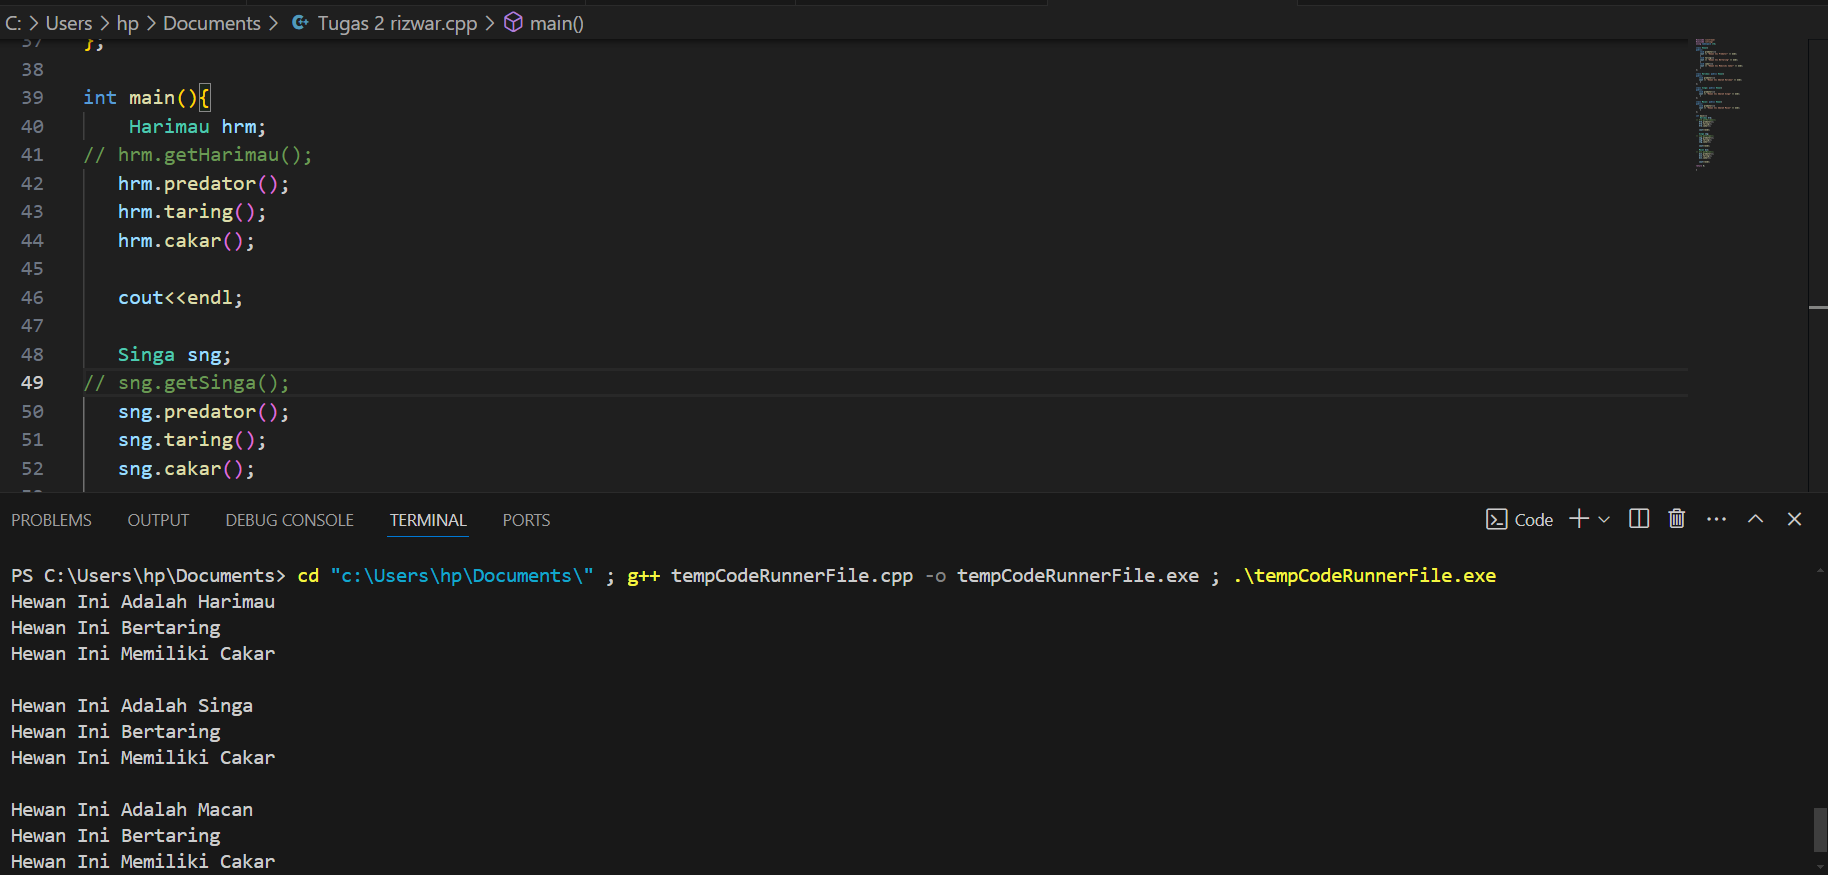 C: > Users > hp > Documents > Tugas 2 rizwar.cpp > main()
37 };
38
39 int main(){
40 Harimau hrm;
41 // hrm.getHarimau();
42 hrm.predator();
43 hrm.taring();
44 hrm.cakar();
45
46 cout<<endl;
47
48 Singa sng;
49 // sng.getSinga();
50 sng.predator();
51 sng.taring();
52 sng.cakar();
PROBLEMS OUTPUT DEBUG CONSOLE TERMINAL PORTS Code
PS C:\Users\hp\Documents> cd "c:\Users\hp\Documents\" ; g++ tempCodeRunnerFile.cpp -o tempCodeRunnerFile.exe ; .\tempCodeRunnerFile.exe
Hewan Ini Adalah Harimau
Hewan Ini Bertaring
Hewan Ini Memiliki Cakar
Hewan Ini Adalah Singa
Hewan Ini Bertaring
Hewan Ini Memiliki Cakar
Hewan Ini Adalah Macan
Hewan Ini Bertaring
Hewan Ini Memiliki Cakar